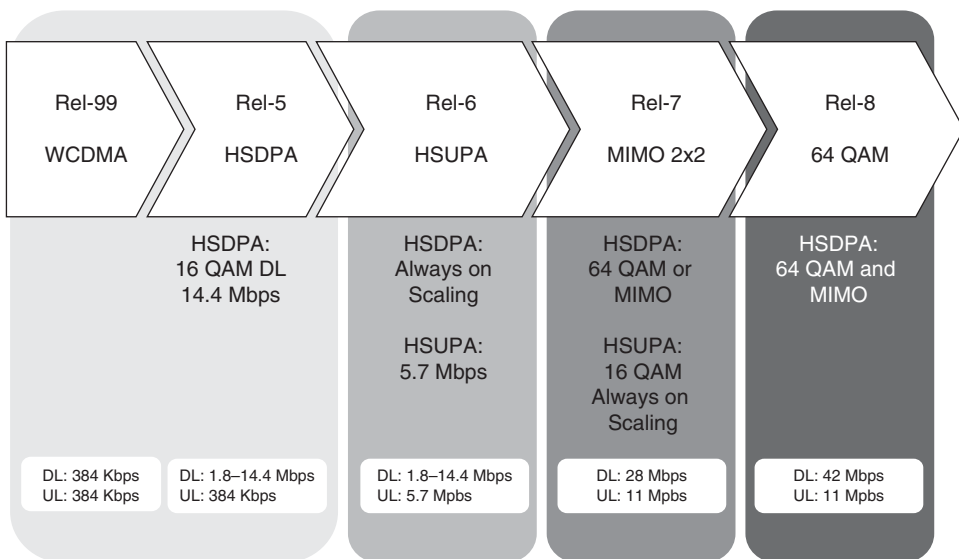 Rel-99
WCDMA
Rel-5
HSDPA
Rel-6
HSUPA
Rel-7
MIMO 2x2
Rel-8
64 QAM
HSDPA:
16 QAM DL
14.4 Mbps
HSDPA:
Always on
Scaling
HSUPA:
5.7 Mbps
HSDPA:
64 QAM or
MIMO
HSUPA:
16 QAM
Always on
Scaling
HSDPA:
64 QAM and
MIMO
DL: 384 Kbps
UL: 384 Kbps
DL: 1.8–14.4 Mbps
UL: 384 Kbps
DL: 1.8–14.4 Mbps
UL: 5.7 Mpbs
DL: 28 Mbps
UL: 11 Mpbs
DL: 42 Mbps
UL: 11 Mpbs